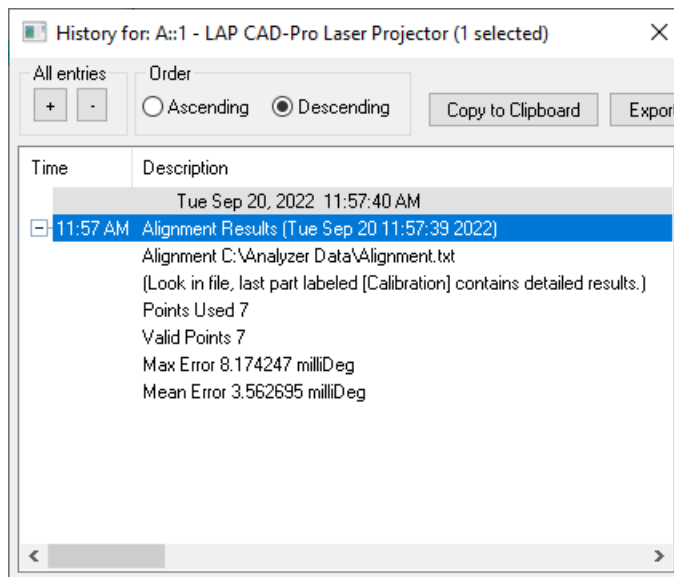 History for: A::1 - LAP CAD-Pro Laser Projector (1 selected)
All entries
Order
+ - Ascending Descending Copy to Clipboard Export
Time Description
Tue Sep 20, 2022 11:57:40 AM
11:57 AM Alignment Results (Tue Sep 20 11:57:39 2022)
Alignment C:\Analyzer Data\Alignment.txt
(Look in file, last part labeled [Calibration] contains detailed results.)
Points Used 7
Valid Points 7
Max Error 8.174247 milliDeg
Mean Error 3.562695 milliDeg